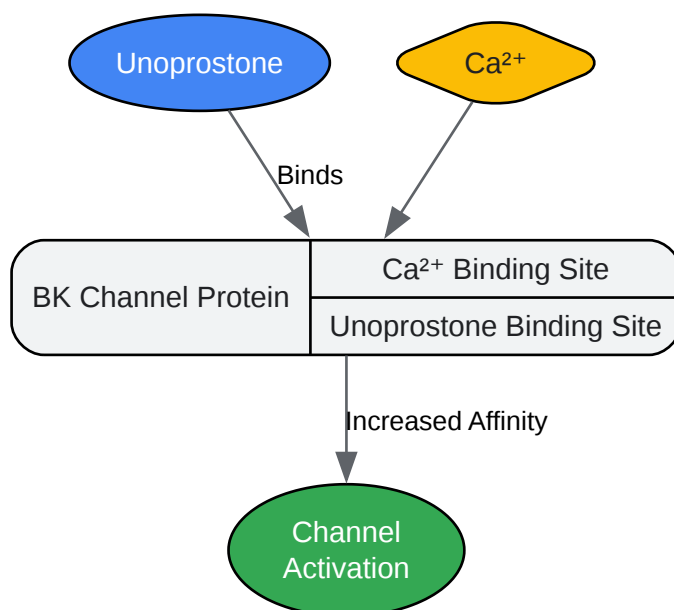 Unoprostone
Ca²⁺
Binds
BK Channel Protein
Ca²⁺ Binding Site
Unoprostone Binding Site
Increased Affinity
Channel
Activation